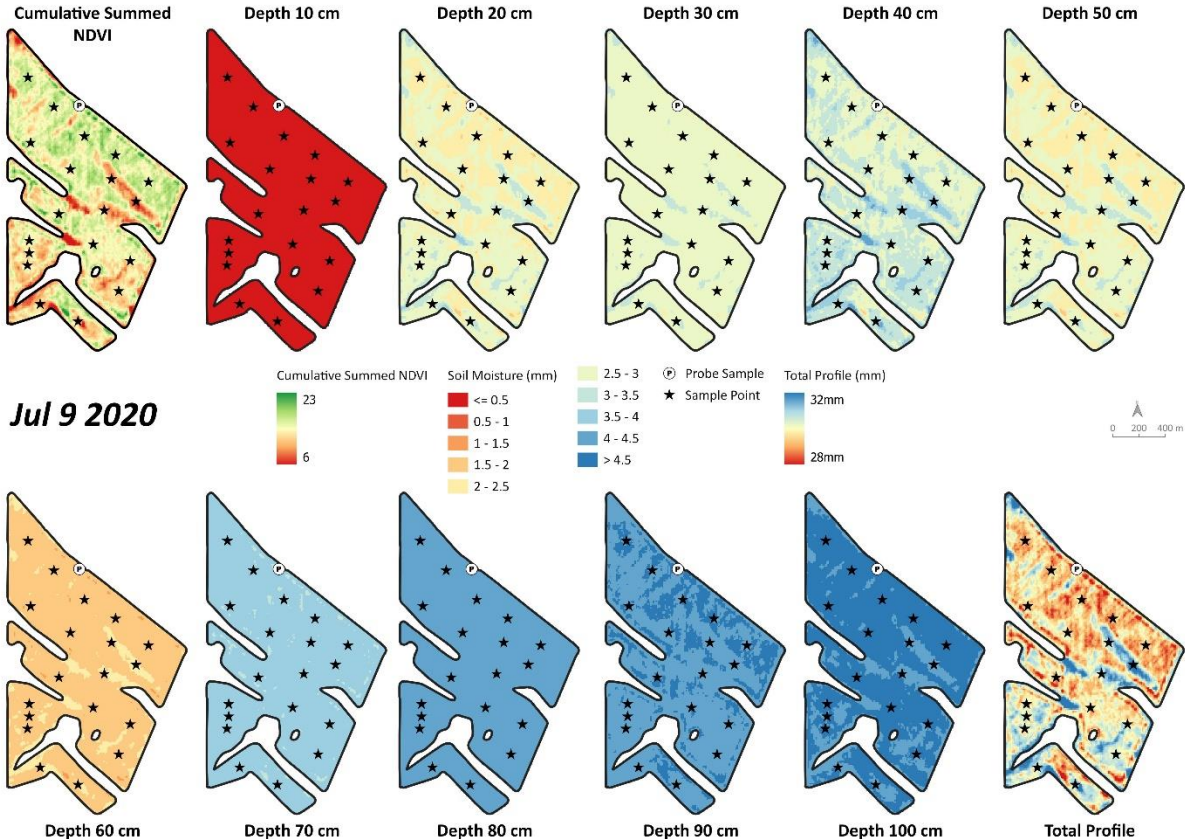 Cumulative Summed
NDVI
Depth 10 cm
Depth 20 cm
Depth 30 cm
Depth 40 cm
Depth 50 cm
P
P
P
P
P
P
Jul 9 2020
Cumulative Summed NDVI
23
6
Soil Moisture (mm)
<= 0.5
0.5 - 1
1 - 1.5
1.5 - 2
2 - 2.5
2.5 - 3
3 - 3.5
3.5 - 4
4 - 4.5
> 4.5
P Probe Sample
Sample Point
Total Profile (mm)
32mm
28mm
0 200 400 m
P
P
P
P
P
P
Depth 60 cm
Depth 70 cm
Depth 80 cm
Depth 90 cm
Depth 100 cm
Total Profile